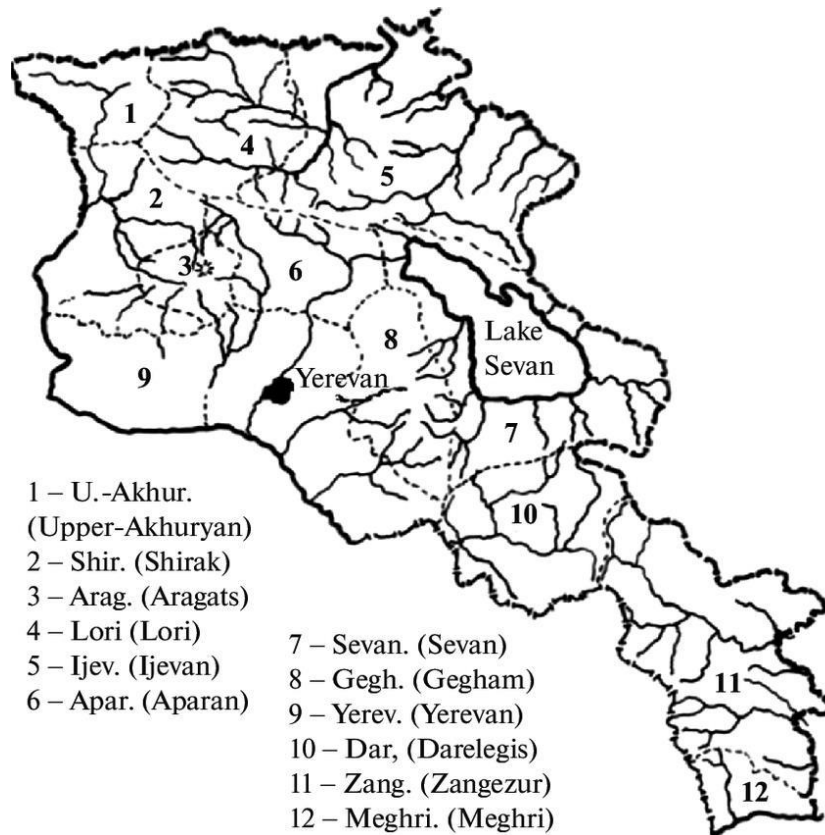 1
4
5
2
3
6
8
Lake
Sevan
9
Yerevan
7
10
11
12
1 – U.-Akhur.
(Upper-Akhuryan)
2 – Shir. (Shirak)
3 – Arag. (Aragats)
4 – Lori (Lori)
5 – Ijev. (Ijevan)
6 – Apar. (Aparan)
7 – Sevan. (Sevan)
8 – Gegh. (Gegham)
9 – Yerev. (Yerevan)
10 – Dar, (Darelegis)
11 – Zang. (Zangezur)
12 – Meghri. (Meghri)